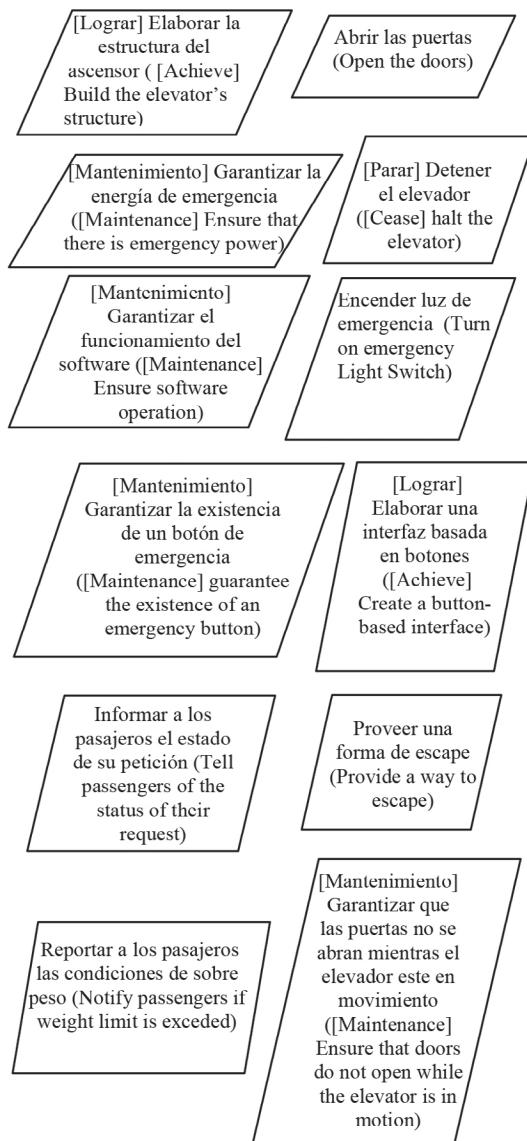 [Lograr] Elaborar la
estructura del
ascensor ( [Achieve]
Build the elevator’s
structure)
Abrir las puertas
(Open the doors)
[Mantenimiento] Garantizar la
energía de emergencia
([Maintenance] Ensure that
there is emergency power)
[Parar] Detener
el elevador
([Cease] halt the
elevator)
[Mantenimiento]
Garantizar el
funcionamiento del
software ([Maintenance]
Ensure software
operation)
Encender luz de
emergencia (Turn
on emergency
Light Switch)
[Mantenimiento]
Garantizar la existencia
de un botón de
emergencia
([Maintenance] guarantee
the existence of an
emergency button)
[Lograr]
Elaborar una
interfaz basada
en botones
([Achieve]
Create a button-
based interface)
Informar a los
pasajeros el estado
de su petición (Tell
passengers of the
status of their
request)
Proveer una
forma de escape
(Provide a way to
escape)
Reportar a los pasajeros
las condiciones de sobre
peso (Notify passengers if
weight limit is exceded)
[Mantenimiento]
Garantizar que
las puertas no se
abran mientras el
elevador este en
movimiento
([Maintenance]
Ensure that doors
do not open while
the elevator is in
motion)